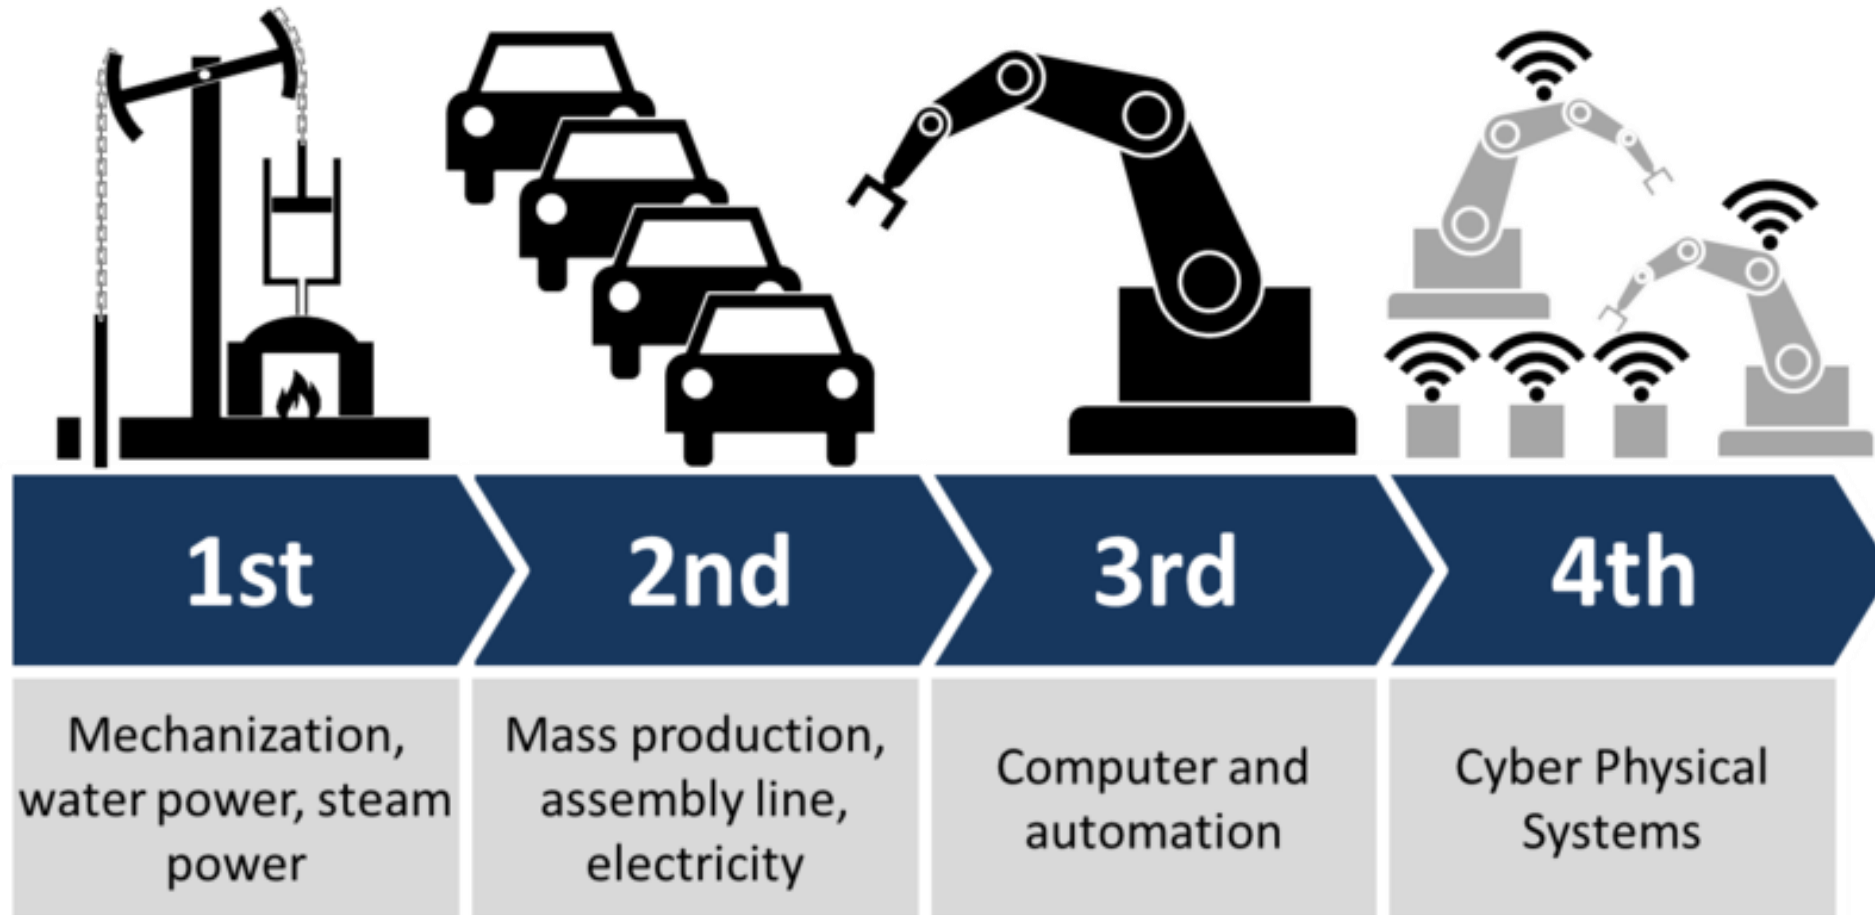 1st
2nd
3rd
4th
Mechanization,
water power, steam
power
Mass production,
assembly line,
electricity
Computer and
automation
Cyber Physical
Systems